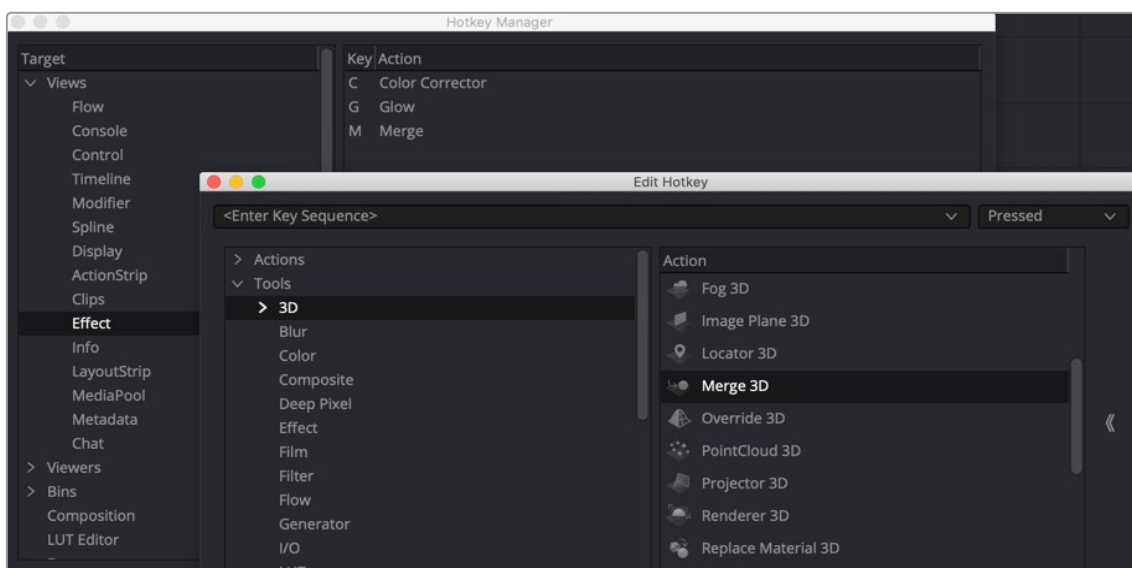 Hotkey Manager
Target
Views
Flow
Console
Control
Timeline
Modifier
Spline
Display
ActionStrip
Clips
Effect
Info
LayoutStrip
MediaPool
Metadata
Chat
Viewers
Bins
Composition
LUT Editor
Key Action
C Color Corrector
G Glow
M Merge
Edit Hotkey
<Enter Key Sequence>
Pressed
Actions
Tools
3D
Blur
Color
Composite
Deep Pixel
Effect
Film
Filter
Flow
Generator
I/O
Action
Fog 3D
Image Plane 3D
Locator 3D
Merge 3D
Override 3D
PointCloud 3D
Projector 3D
Renderer 3D
Replace Material 3D